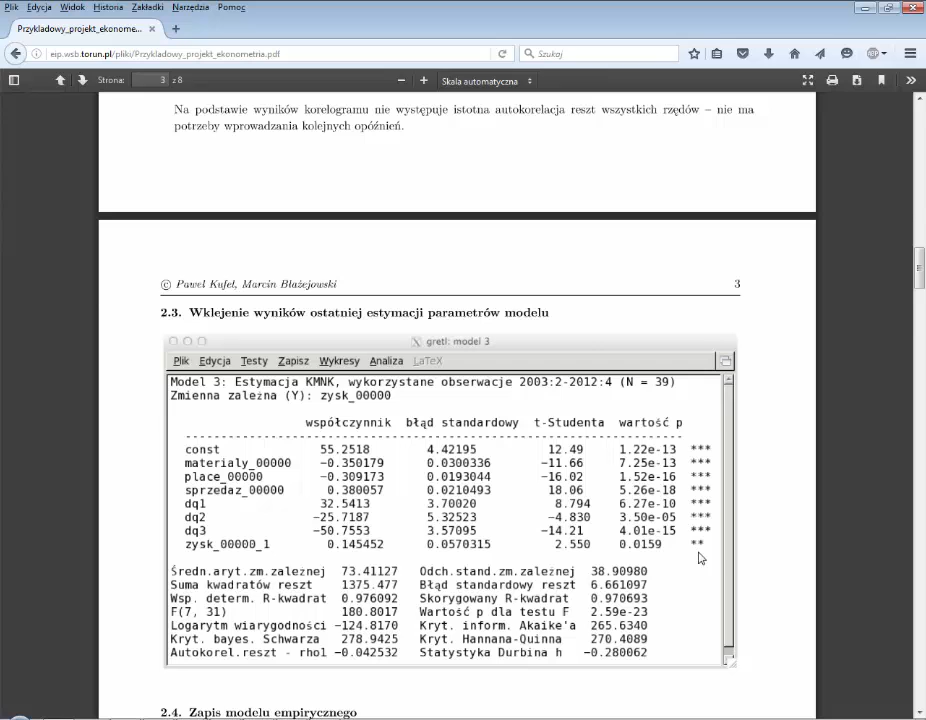 Plik Edycja Widok Historia Zakładki Narzędzia Pomoc
Przykladowy_projekt_ekonome... × +
eip.wsb.torun.pl/pliki/Przykladowy_projekt_ekonometria.pdf Szukaj
Strona: 3 z 8 − + Skala automatyczna
Na podstawie wyników korelogramu nie występuje istotna autokorelacja reszt wszystkich rzędów – nie ma
potrzeby wprowadzania kolejnych opóźnień.
© Paweł Kufel, Marcin Błażejowski 3
2.3. Wklejenie wyników ostatniej estymacji parametrów modelu
gretl: model 3
Plik Edycja Testy Zapisz Wykresy Analiza LaTeX
Model 3: Estymacja KMNK, wykorzystane obserwacje 2003:2-2012:4 (N = 39)
Zmienna zależna (Y): zysk_00000
współczynnik błąd standardowy t-Studenta wartość p
---------------------------------------------------------------------
const 55.2518 4.42195 12.49 1.22e-13 ***
materialy_00000 −0.350179 0.0300336 −11.66 7.25e-13 ***
place_00000 −0.309173 0.0193044 −16.02 1.52e-16 ***
sprzedaz_00000 0.380057 0.0210493 18.06 5.26e-18 ***
dq1 32.5413 3.70020 8.794 6.27e-10 ***
dq2 −25.7187 5.32523 −4.830 3.50e-05 ***
dq3 −50.7553 3.57095 −14.21 4.01e-15 ***
zysk_00000_1 0.145452 0.0570315 2.550 0.0159 **
Średn.aryt.zm.zależnej 73.41127 Odch.stand.zm.zależnej 38.90980
Suma kwadratów reszt 1375.477 Błąd standardowy reszt 6.661097
Wsp. determ. R-kwadrat 0.976092 Skorygowany R-kwadrat 0.970693
F(7, 31) 180.8017 Wartość p dla testu F 2.59e-23
Logarytm wiarygodności −124.8170 Kryt. inform. Akaike'a 265.6340
Kryt. bayes. Schwarza 278.9425 Kryt. Hannana-Quinna 270.4089
Autokorel.reszt - rho1 −0.042532 Statystyka Durbina h −0.280062
2.4. Zapis modelu empirycznego